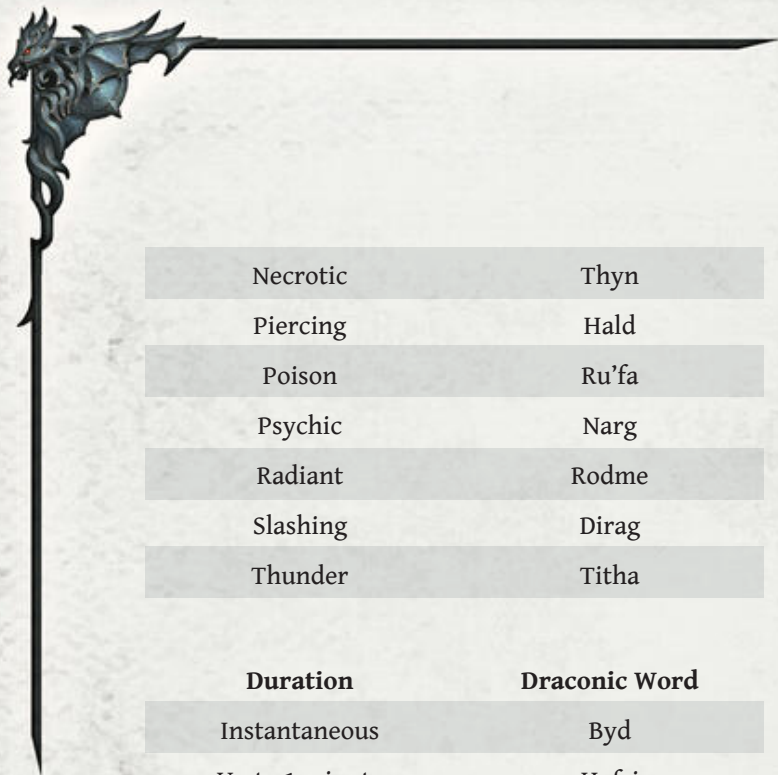 Necrotic Thyn
Piercing Hald
Poison Ru’fa
Psychic Narg
Radiant Rodme
Slashing Dirag
Thunder Titha
Duration Draconic Word
Instantaneous Byd